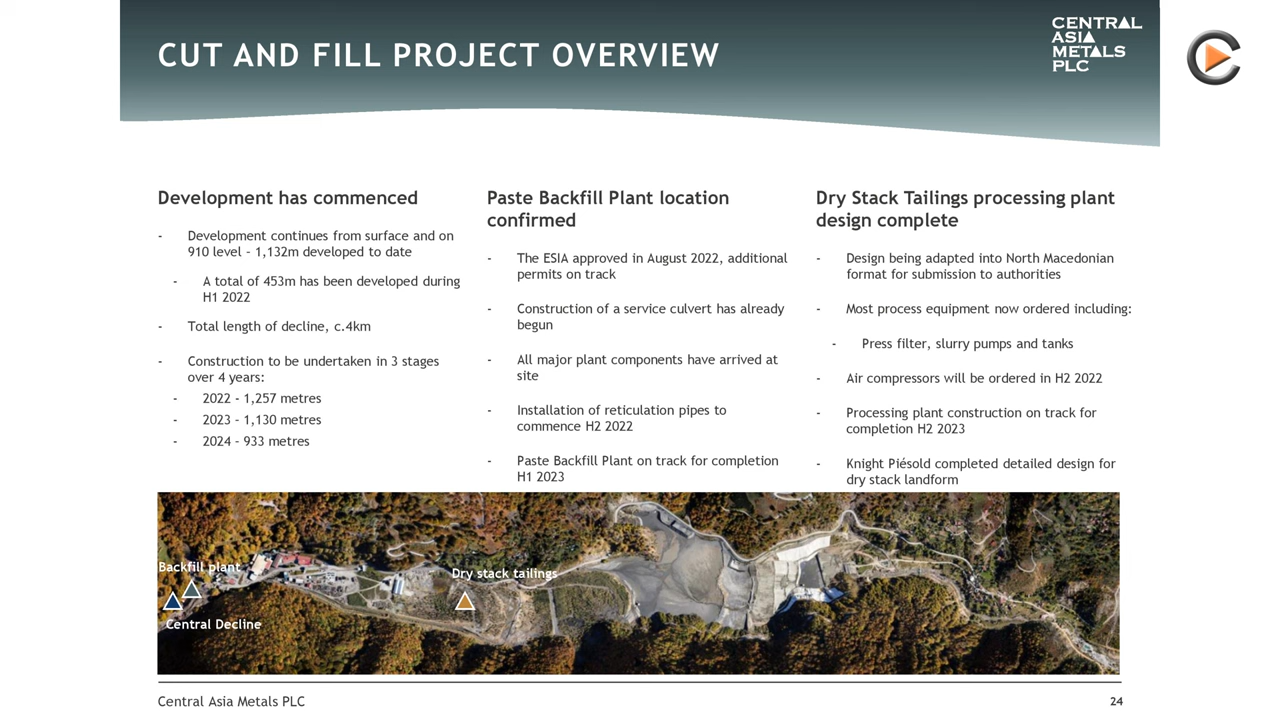 CUT AND FILL PROJECT OVERVIEW
CENTRAL
ASIA
METALS
PLC
Development has commenced
- Development continues from surface and on
910 level – 1,132m developed to date
- A total of 453m has been developed during
H1 2022
- Total length of decline, c.4km
- Construction to be undertaken in 3 stages
over 4 years:
- 2022 - 1,257 metres
- 2023 – 1,130 metres
- 2024 – 933 metres
Paste Backfill Plant location
confirmed
- The ESIA approved in August 2022, additional
permits on track
- Construction of a service culvert has already
begun
- All major plant components have arrived at
site
- Installation of reticulation pipes to
commence H2 2022
- Paste Backfill Plant on track for completion
H1 2023
Dry Stack Tailings processing plant
design complete
- Design being adapted into North Macedonian
format for submission to authorities
- Most process equipment now ordered including:
- Press filter, slurry pumps and tanks
- Air compressors will be ordered in H2 2022
- Processing plant construction on track for
completion H2 2023
- Knight Piésold completed detailed design for
dry stack landform
Backfill plant
Dry stack tailings
Central Decline
Central Asia Metals PLC
24